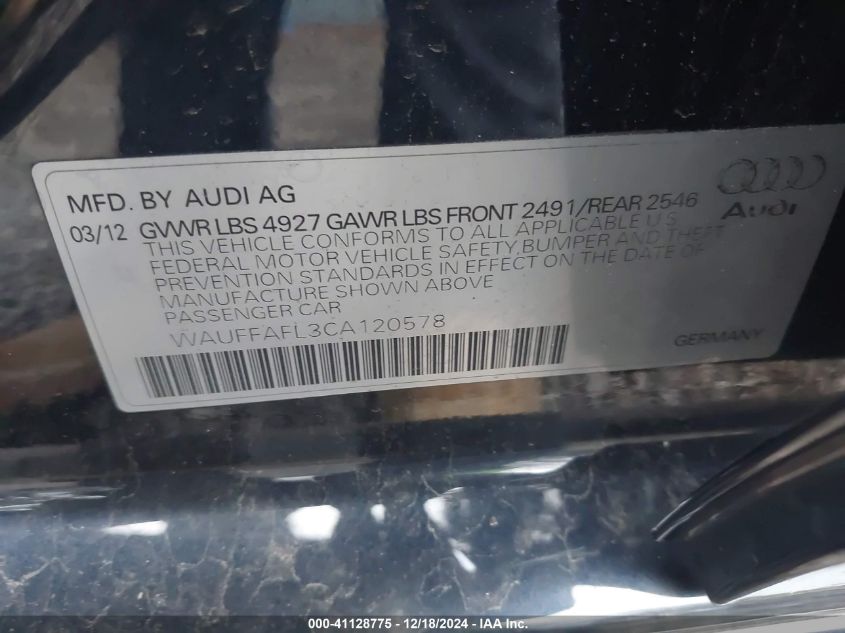 MFD. BY AUDI AG
03/12 GVWR LBS 4927 GAWR LBS FRONT 2491/REAR 2546
THIS VEHICLE CONFORMS TO ALL APPLICABLE U.S.
FEDERAL MOTOR VEHICLE SAFETY,BUMPER AND THEFT
PREVENTION STANDARDS IN EFFECT ON THE DATE OF
MANUFACTURE SHOWN ABOVE
PASSENGER CAR
WAUFFAFL3CA120578
Audi
GERMANY
000-41128775 - 12/18/2024 - IAA Inc.